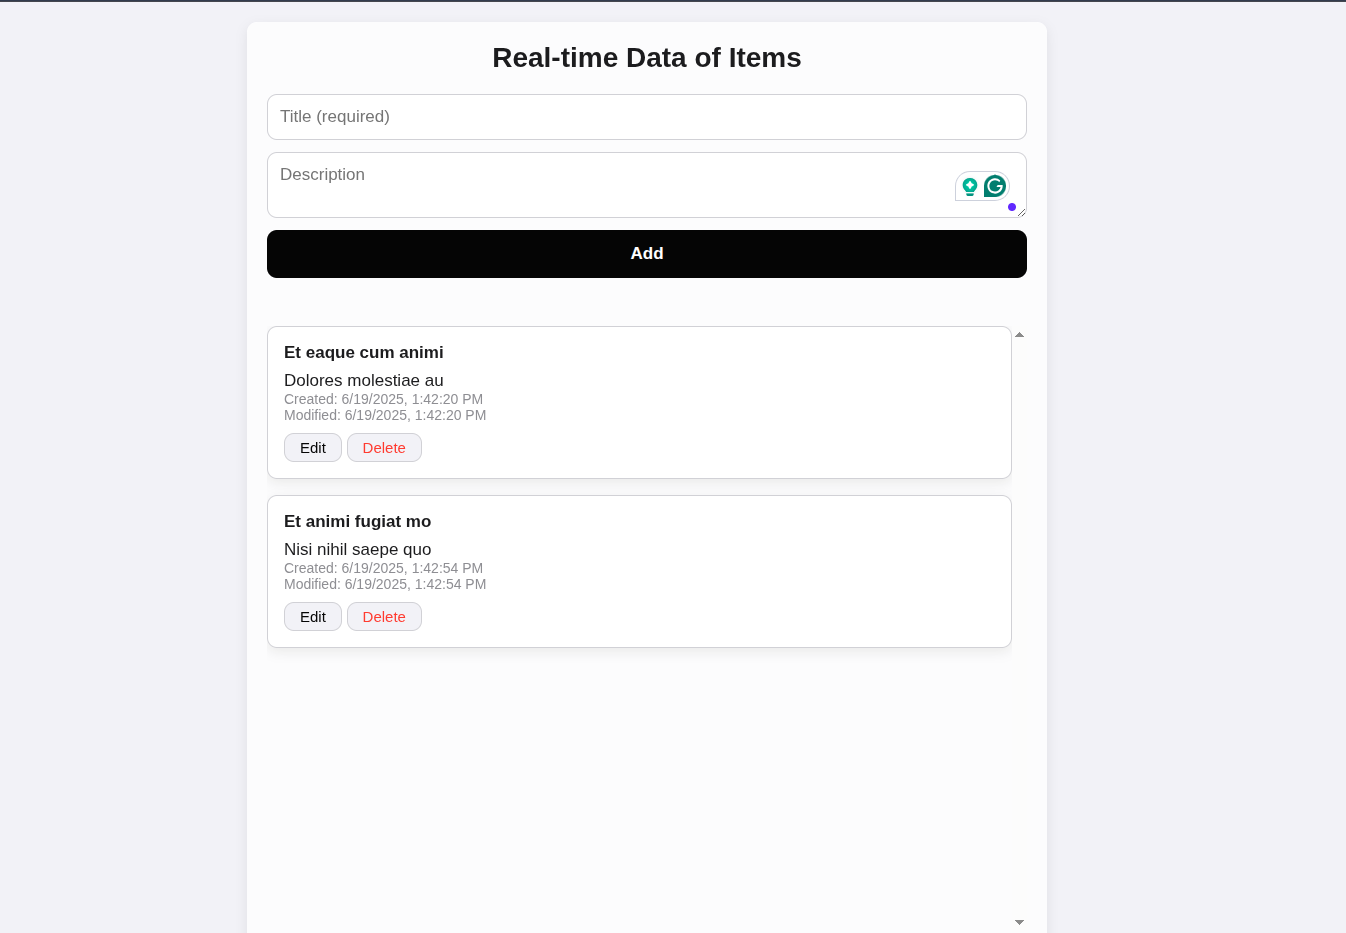 Real-time Data of Items
Title (required)
Description
Add
Et eaque cum animi
Dolores molestiae au
Created: 6/19/2025, 1:42:20 PM
Modified: 6/19/2025, 1:42:20 PM
Edit Delete
Et animi fugiat mo
Nisi nihil saepe quo
Created: 6/19/2025, 1:42:54 PM
Modified: 6/19/2025, 1:42:54 PM
Edit Delete